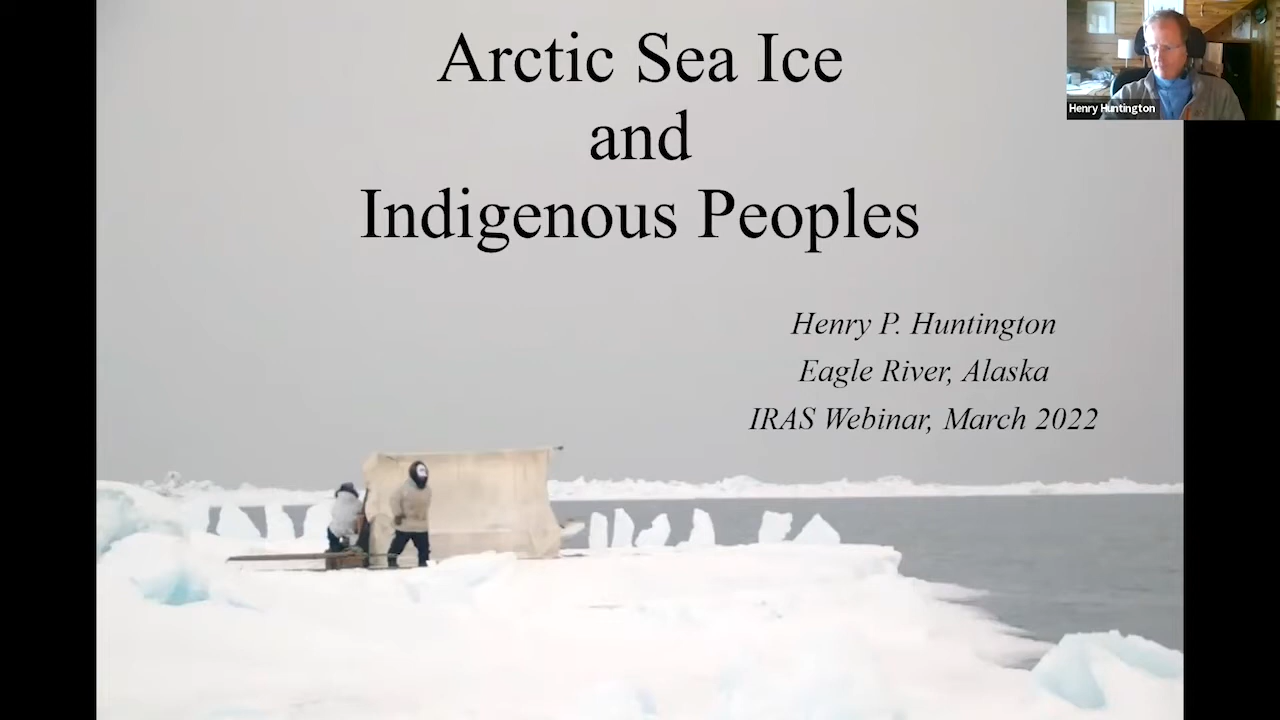 Arctic Sea Ice
and
Indigenous Peoples
Henry P. Huntington
Eagle River, Alaska
IRAS Webinar, March 2022
Henry Huntington